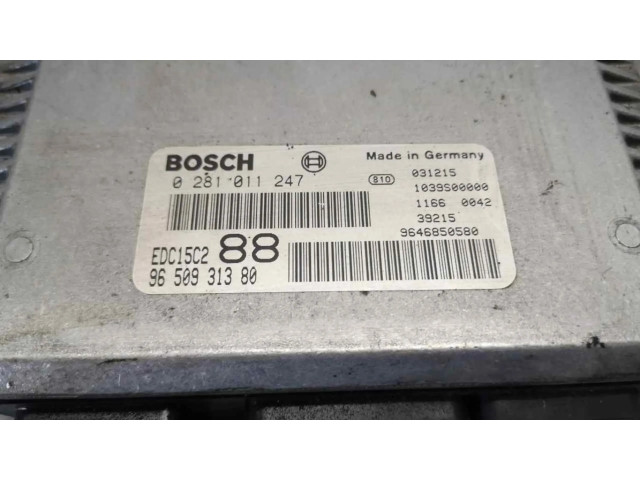 BOSCH
Made in Germany
0 281 011 247
810
031215
1039S00000
1166 0042
39215
9646850580
EDC15C2 88
96 509 313 80